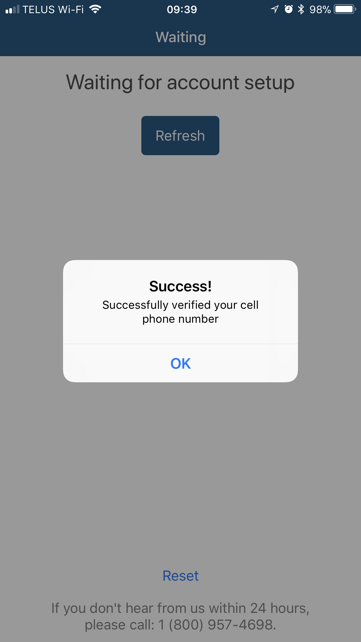 TELUS Wi-Fi 09:39 98%
Waiting
Waiting for account setup
Refresh
Success!
Successfully verified your cell
phone number
OK
Reset
If you don't hear from us within 24 hours,
please call: 1 (800) 957-4698.